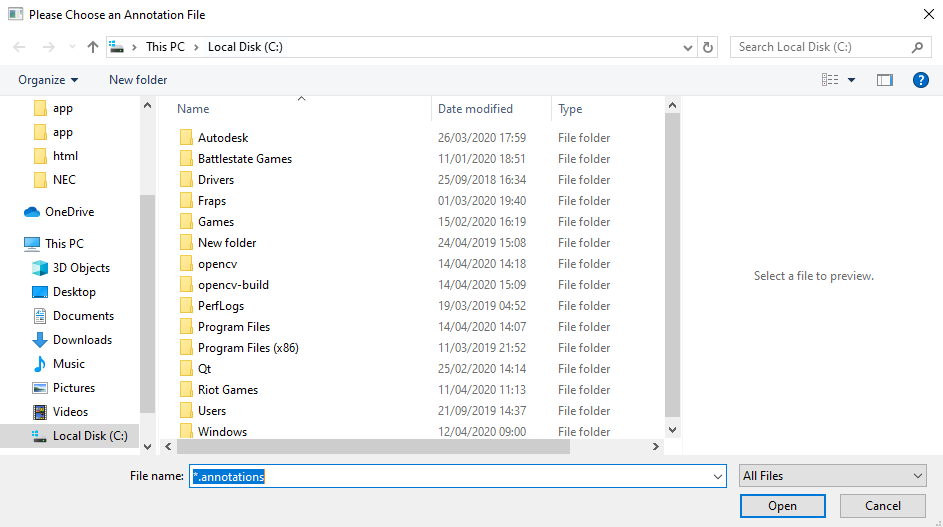 Please Choose an Annotation File
This PC > Local Disk (C:)
Search Local Disk (C:)
Organize
New folder
?
app
app
html
NEC
OneDrive
This PC
3D Objects
Desktop
Documents
Downloads
Music
Pictures
Videos
Local Disk (C:)
Name Date modified Type
Autodesk 26/03/2020 17:59 File folder
Battlestate Games 11/01/2020 18:51 File folder
Drivers 25/09/2018 16:34 File folder
Fraps 01/03/2020 19:40 File folder
Games 15/02/2020 16:19 File folder
New folder 24/04/2019 15:08 File folder
opencv 14/04/2020 14:18 File folder
opencv-build 14/04/2020 15:09 File folder
PerfLogs 19/03/2019 04:52 File folder
Program Files 14/04/2020 14:07 File folder
Program Files (x86) 11/03/2019 21:52 File folder
Qt 25/02/2020 14:14 File folder
Riot Games 11/04/2020 11:13 File folder
Users 21/09/2019 14:37 File folder
Windows 12/04/2020 09:00 File folder
Select a file to preview.
File name: *.annotations
All Files
Open
Cancel